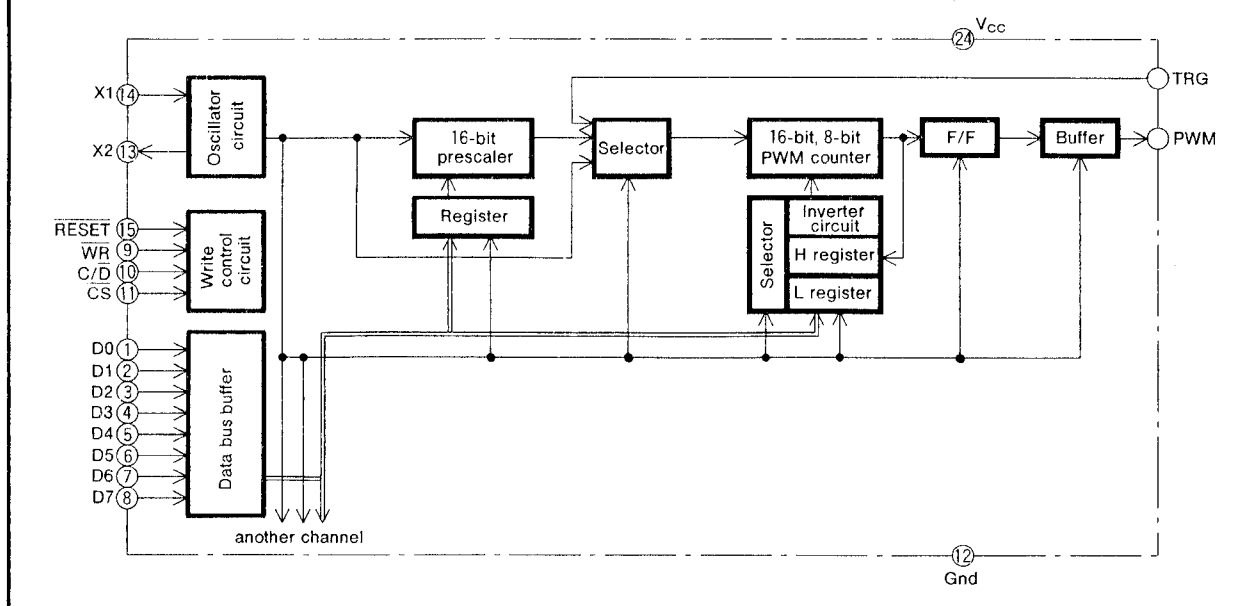 24 VCC
TRG
X1 14
Oscillator circuit
16-bit prescaler
Selector
16-bit, 8-bit PWM counter
F/F
Buffer
PWM
X2 13
Register
Selector
Inverter circuit
H register
L register
RESET 15
WR 9
C/D 10
CS 11
Write control circuit
D0 1
D1 2
D2 3
D3 4
D4 5
D5 6
D6 7
D7 8
Data bus buffer
another channel
12
Gnd